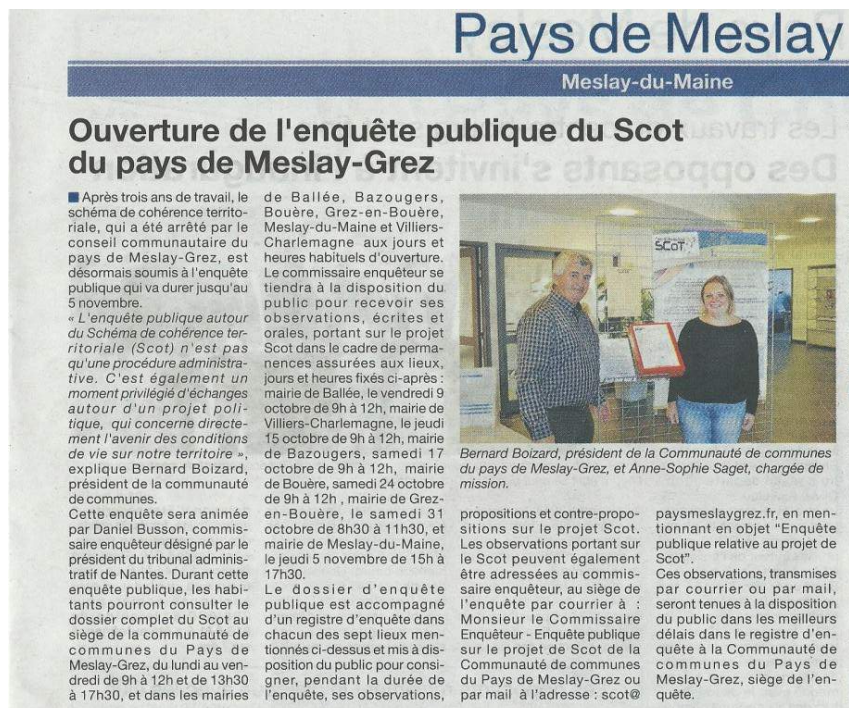 Pays de Meslay
Meslay-du-Maine
Ouverture de l'enquête publique du Scot
du pays de Meslay-Grez
■ Après trois ans de travail, le
schéma de cohérence territo-
riale, qui a été arrêté par le
conseil communautaire du
pays de Meslay-Grez, est
désormais soumis à l'enquête
publique qui va durer jusqu'au
5 novembre.
« L'enquête publique autour
du Schéma de cohérence ter-
ritoriale (Scot) n'est pas
qu'une procédure administra-
tive. C'est également un
moment privilégié d'échanges
autour d'un projet poli-
tique, qui concerne directe-
ment l'avenir des conditions
de vie sur notre territoire »,
explique Bernard Boizard,
président de la communauté
de communes.
Cette enquête sera animée
par Daniel Busson, commis-
saire enquêteur désigné par le
président du tribunal adminis-
tratif de Nantes. Durant cette
enquête publique, les habi-
tants pourront consulter le
dossier complet du Scot au
siège de la communauté de
communes du Pays de
Meslay-Grez, du lundi au ven-
dredi de 9h à 12h et de 13h30
à 17h30, et dans les mairies
de Ballée, Bazougers,
Bouère, Grez-en-Bouère,
Meslay-du-Maine et Villiers-
Charlemagne aux jours et
heures habituels d'ouverture.
Le commissaire enquêteur se
tiendra à la disposition du
public pour recevoir ses
observations, écrites et
orales, portant sur le projet
Scot dans le cadre de perma-
nences assurées aux lieux,
jours et heures fixés ci-après :
mairie de Ballée, le vendredi 9
octobre de 9h à 12h, mairie de
Villiers-Charlemagne, le jeudi
15 octobre de 9h à 12h, mairie
de Bazougers, samedi 17
octobre de 9h à 12h, mairie
de Bouère, samedi 24 octobre
de 9h à 12h , mairie de Grez-
en-Bouère, le samedi 31
octobre de 8h30 à 11h30, et
mairie de Meslay-du-Maine,
le jeudi 5 novembre de 15h à
17h30.
Le dossier d'enquête
publique est accompagné
d'un registre d'enquête dans
chacun des sept lieux men-
tionnés ci-dessus et mis à dis-
position du public pour consi-
gner, pendant la durée de
l'enquête, ses observations,
SCoT
Bernard Boizard, président de la Communauté de communes
du pays de Meslay-Grez, et Anne-Sophie Saget, chargée de
mission.
propositions et contre-propo-
sitions sur le projet Scot.
Les observations portant sur
le Scot peuvent également
être adressées au commis-
saire enquêteur, au siège de
l'enquête par courrier à :
Monsieur le Commissaire
Enquêteur - Enquête publique
sur le projet de Scot de la
Communauté de communes
du Pays de Meslay-Grez ou
par mail à l'adresse : scot@
paysmeslaygrez.fr, en men-
tionnant en objet "Enquête
publique relative au projet de
Scot".
Ces observations, transmises
par courrier ou par mail,
seront tenues à la disposition
du public dans les meilleurs
délais dans le registre d'en-
quête à la Communauté de
communes du Pays de
Meslay-Grez, siège de l'en-
quête.